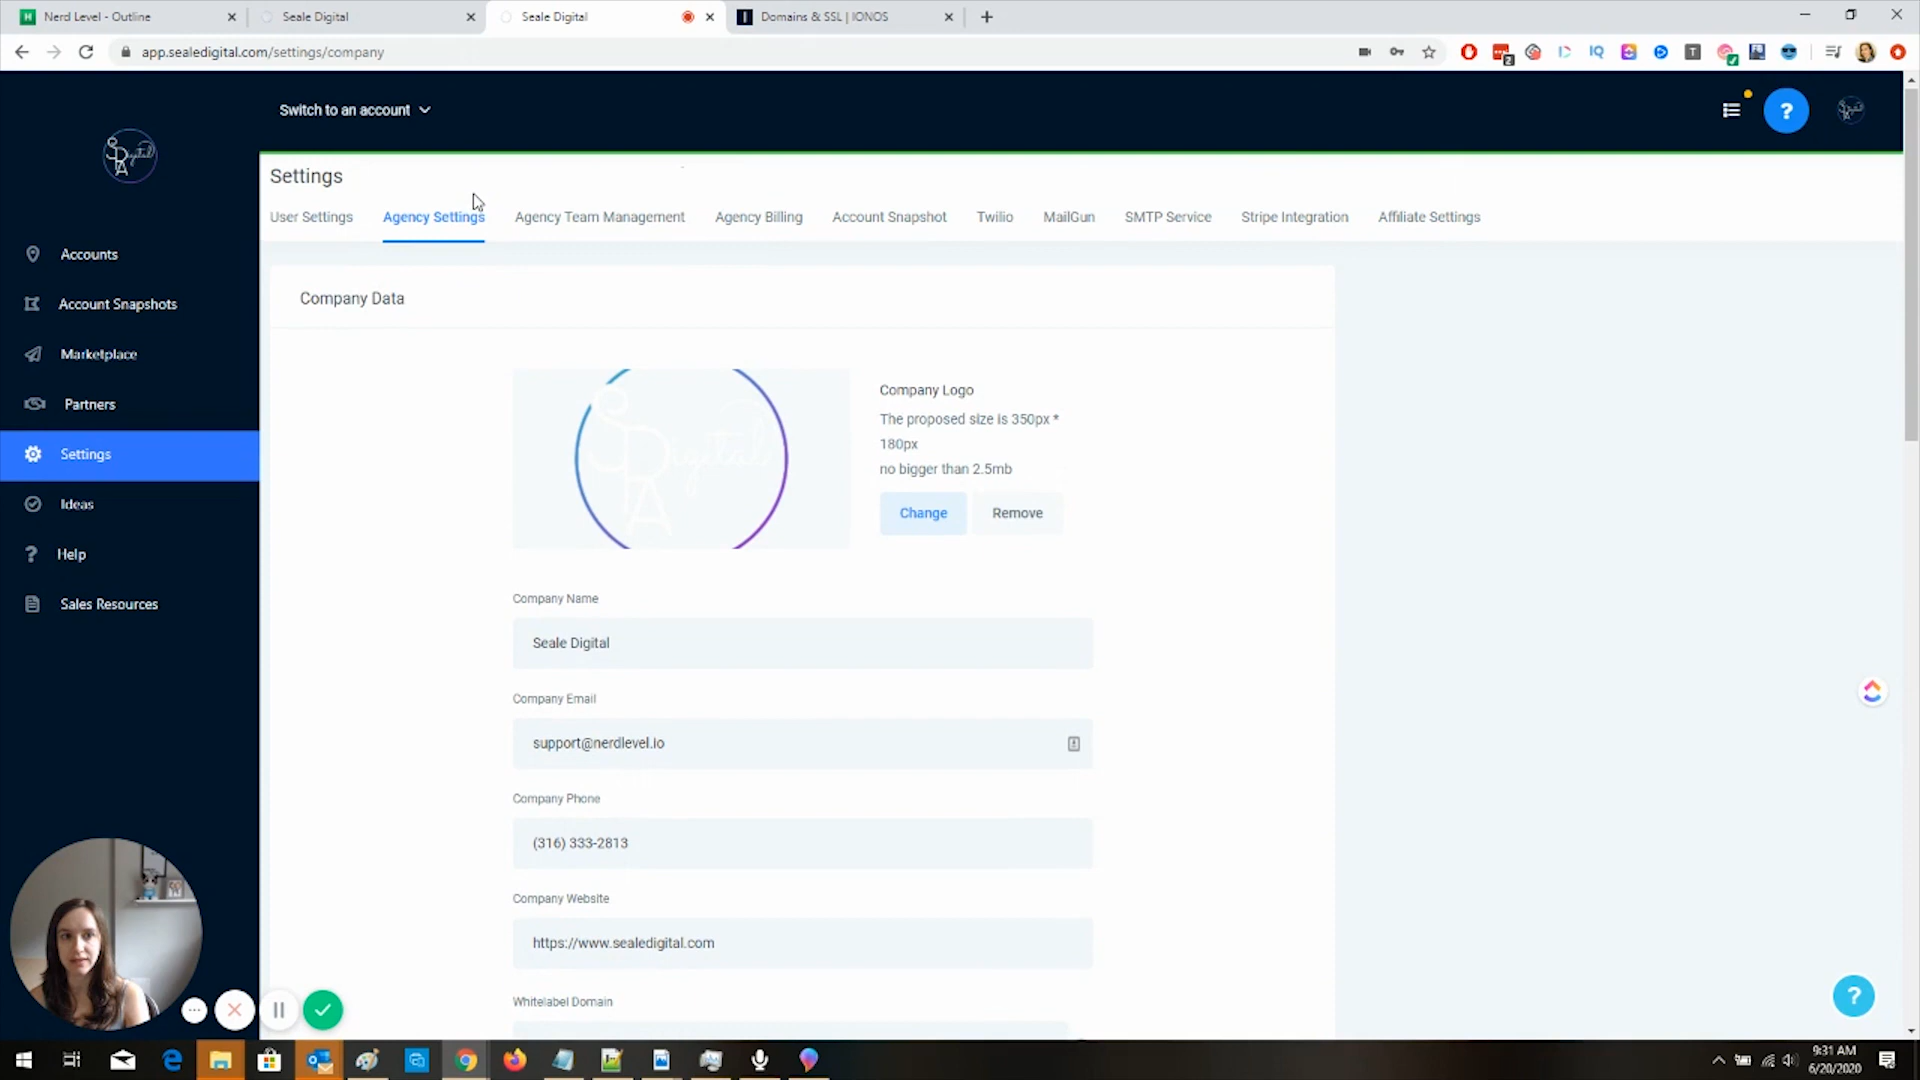 Nerd Level - Outline
Seale Digital
Seale Digital
Domains & SSL | IONOS
app.sealedigital.com/settings/company
Switch to an account
Settings
User Settings
Agency Settings
Agency Team Management
Agency Billing
Account Snapshot
Twilio
MailGun
SMTP Service
Stripe Integration
Affiliate Settings
Accounts
Account Snapshots
Marketplace
Partners
Settings
Ideas
Help
Sales Resources
Company Data
Company Logo
The proposed size is 350px *
180px
no bigger than 2.5mb
Change
Remove
Company Name
Seale Digital
Company Email
support@nerdlevel.io
Company Phone
(316) 333-2813
Company Website
https://www.sealedigital.com
Whitelabel Domain
9:31 AM
6/20/2020